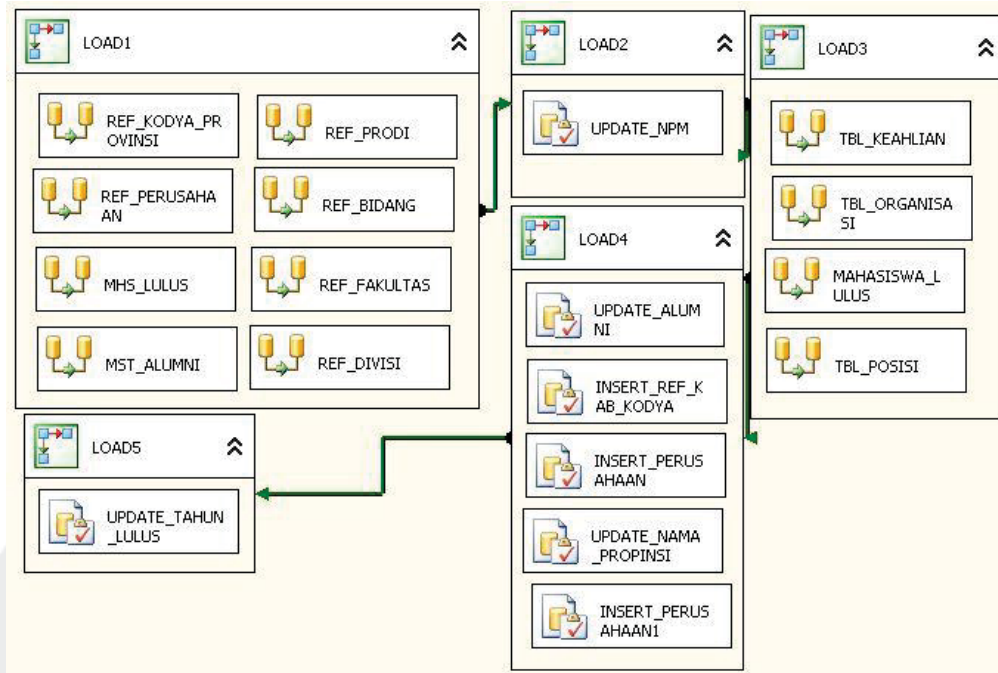 LOAD1
REF_KODYA_PR
OVINSI
REF_PRODI
REF_PERUSAHA
AN
REF_BIDANG
MHS_LULUS
REF_FAKULTAS
MST_ALUMNI
REF_DIVISI
LOAD2
UPDATE_NPM
LOAD3
TBL_KEAHLIAN
TBL_ORGANISA
SI
MAHASISWA_L
ULUS
TBL_POSISI
LOAD4
UPDATE_ALUM
NI
INSERT_REF_K
AB_KODYA
INSERT_PERUS
AHAAN
UPDATE_NAMA
_PROPINSI
INSERT_PERUS
AHAAN1
LOAD5
UPDATE_TAHUN
_LULUS